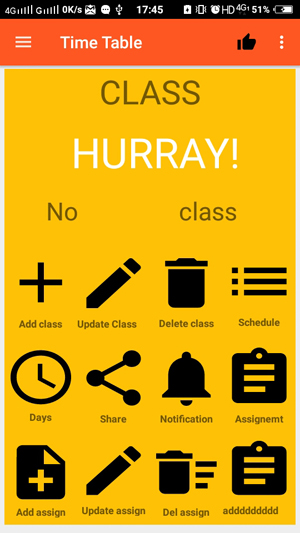 4G G 0K/s 17:45 HD 4G 51%
Time Table
CLASS
HURRAY!
No class
Add class Update Class Delete class Schedule
Days Share Notification Assignemt
Add assign Update assign Del assign addddddddd